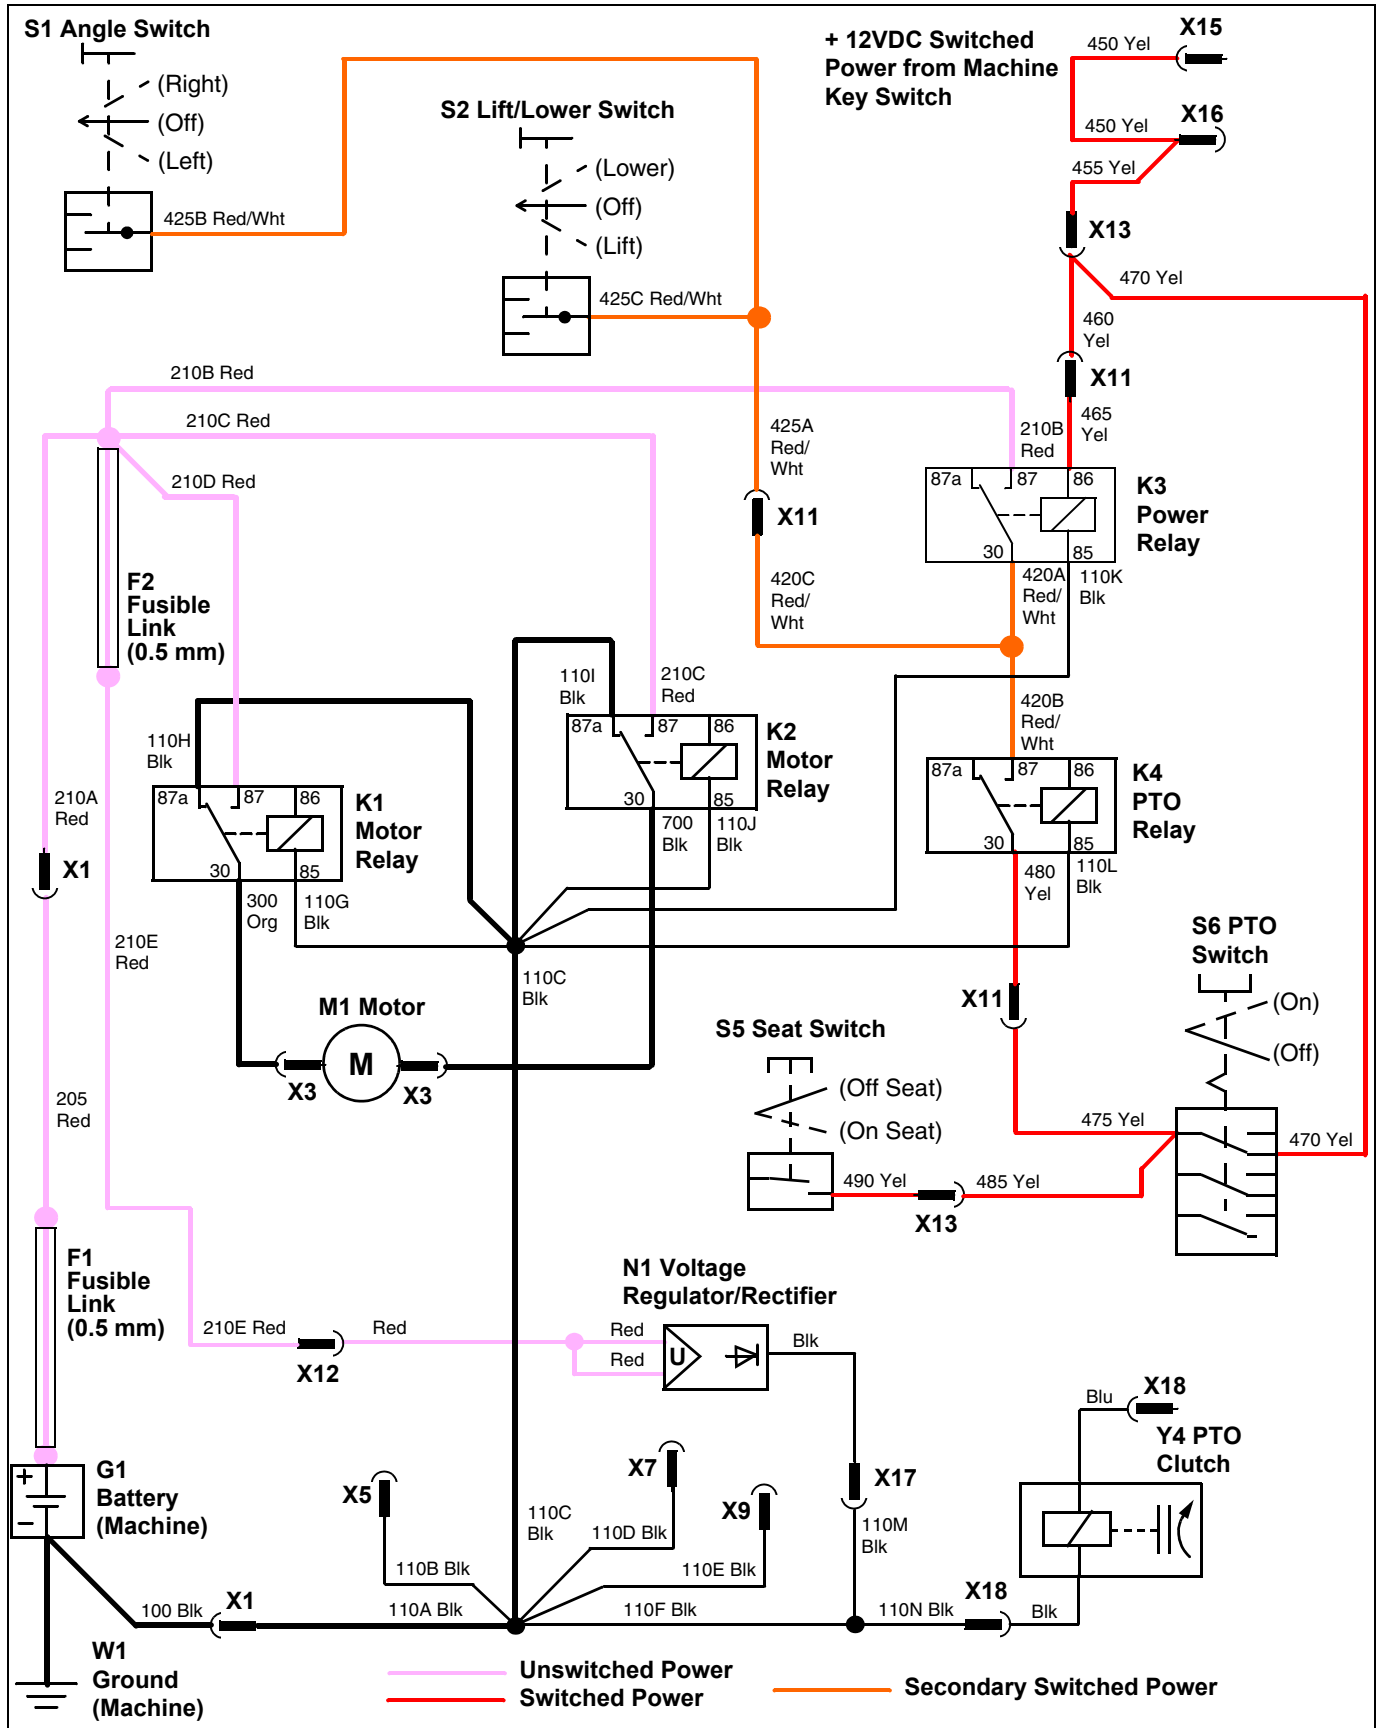 S1 Angle Switch
(Right)
(Off)
(Left)
425B Red/Wht
S2 Lift/Lower Switch
(Lower)
(Off)
(Lift)
425C Red/Wht
+ 12VDC Switched
Power from Machine
Key Switch
450 Yel
X15
450 Yel
X16
455 Yel
X13
470 Yel
460
Yel
X11
465
Yel
210B Red
210C Red
210D Red
425A
Red/
Wht
X11
420C
Red/
Wht
210B
Red
87a
87
86
30
85
K3
Power
Relay
420A
Red/
Wht
110K
Blk
F2
Fusible
Link
(0.5 mm)
110I
Blk
210C
Red
87a
87
86
30
85
K2
Motor
Relay
700
Blk
110J
Blk
420B
Red/
Wht
87a
87
86
30
85
K4
PTO
Relay
480
Yel
110L
Blk
110H
Blk
87a
87
86
30
85
K1
Motor
Relay
300
Org
110G
Blk
210A
Red
X1
210E
Red
110C
Blk
M1 Motor
M
X3
X3
X11
S6 PTO
Switch
(On)
(Off)
S5 Seat Switch
(Off Seat)
(On Seat)
205
Red
475 Yel
470 Yel
490 Yel
485 Yel
X13
F1
Fusible
Link
(0.5 mm)
210E Red
X12
Red
N1 Voltage
Regulator/Rectifier
Red
Red
U
Blk
X18
Blu
Y4 PTO
Clutch
+
−
G1
Battery
(Machine)
X5
X7
X9
X17
110C
Blk
110D Blk
110M
Blk
110B Blk
110E Blk
100 Blk
X1
110A Blk
110F Blk
110N Blk
X18
Blk
W1
Ground
(Machine)
Unswitched Power
Switched Power
Secondary Switched Power